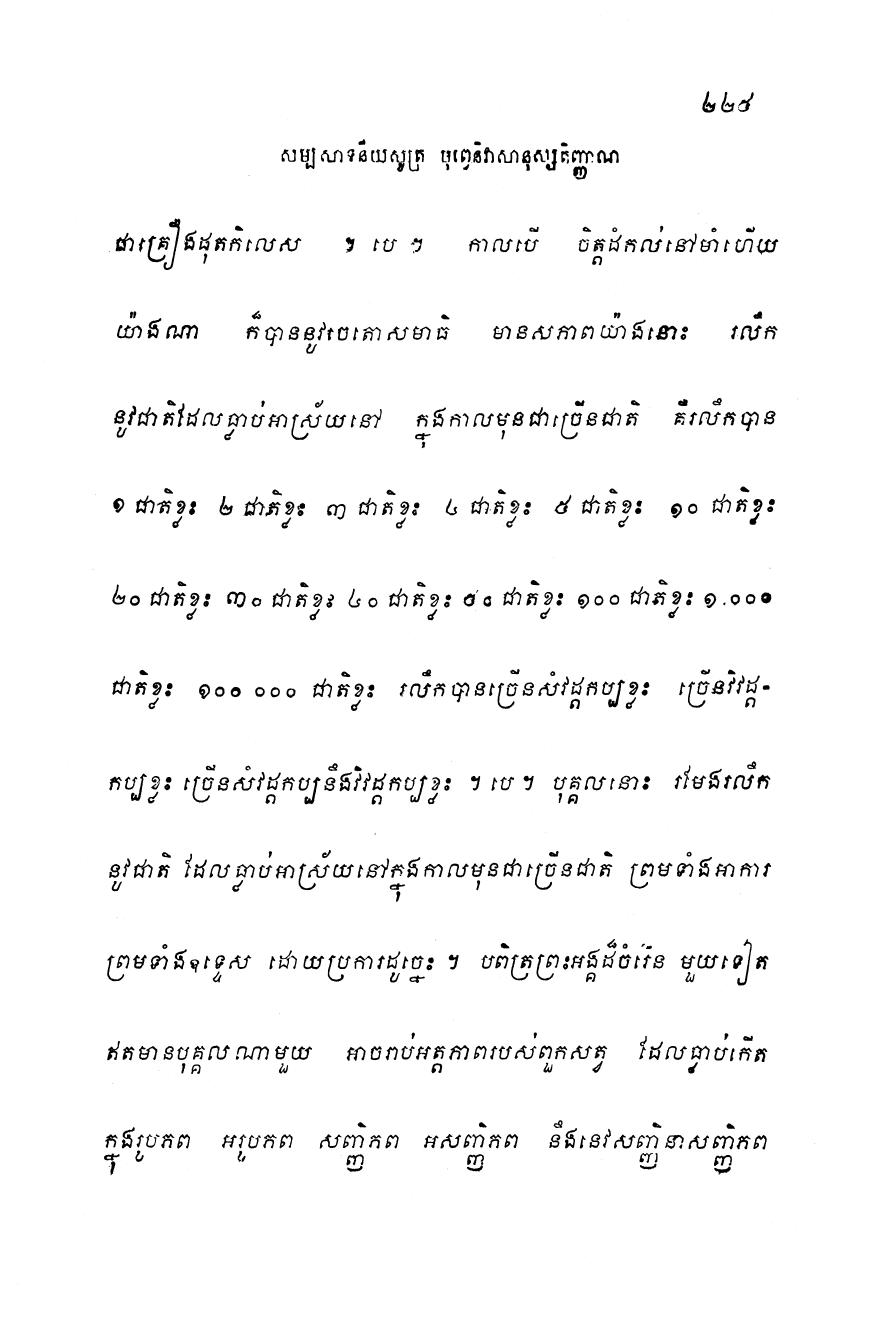 ២២៥
សម្បសាទនីយសូត្រ បុព្វេនិវាសានុស្សតិញ្ញាណ
ជាគ្រឿងដុតកិលេស ។ បេ ។ កាលបើ ចិត្តដំកល់នៅមាំហើយ
យ៉ាងណា ក៏បាននូវចេតោសមាធិ មានសភាពយ៉ាងនោះ រលឹក
នូវជាតិដែលធ្លាប់អាស្រ័យនៅ ក្នុងកាលមុនជាច្រើនជាតិ គឺរលឹកបាន
១ ជាតិខ្លះ ២ ជាតិខ្លះ ៣ ជាតិខ្លះ ៤ ជាតិខ្លះ ៥ ជាតិខ្លះ ១០ ជាតិខ្លះ
២០ ជាតិខ្លះ ៣០ ជាតិខ្លះ ៤០ ជាតិខ្លះ ៥០ ជាតិខ្លះ ១០០ ជាតិខ្លះ ១.០០០
ជាតិខ្លះ ១០០ ០០០ ជាតិខ្លះ រលឹកបានច្រើនសំវដ្តកប្បខ្លះ ច្រើនវិវដ្ត-
កប្បខ្លះ ច្រើនសំវដ្តកប្បនឹងវិវដ្តកប្បខ្លះ ។ បេ ។ បុគ្គលនោះ រមែងរលឹក
នូវជាតិ ដែលធ្លាប់អាស្រ័យនៅក្នុងកាលមុនជាច្រើនជាតិ ព្រមទាំងអាការ
ព្រមទាំងឧទ្ទេស ដោយប្រការដូច្នេះ ។ បពិត្រព្រះអង្គដ៏ចំរើន មួយទៀត
ឥតមានបុគ្គលណាមួយ អាចរាប់អត្តភាពរបស់ពួកសត្វ ដែលធ្លាប់កើត
ក្នុងរូបភព អរូបភព សញ្ញិភព អសញ្ញិភព នឹងនេវសញ្ញិនាសញ្ញិភព